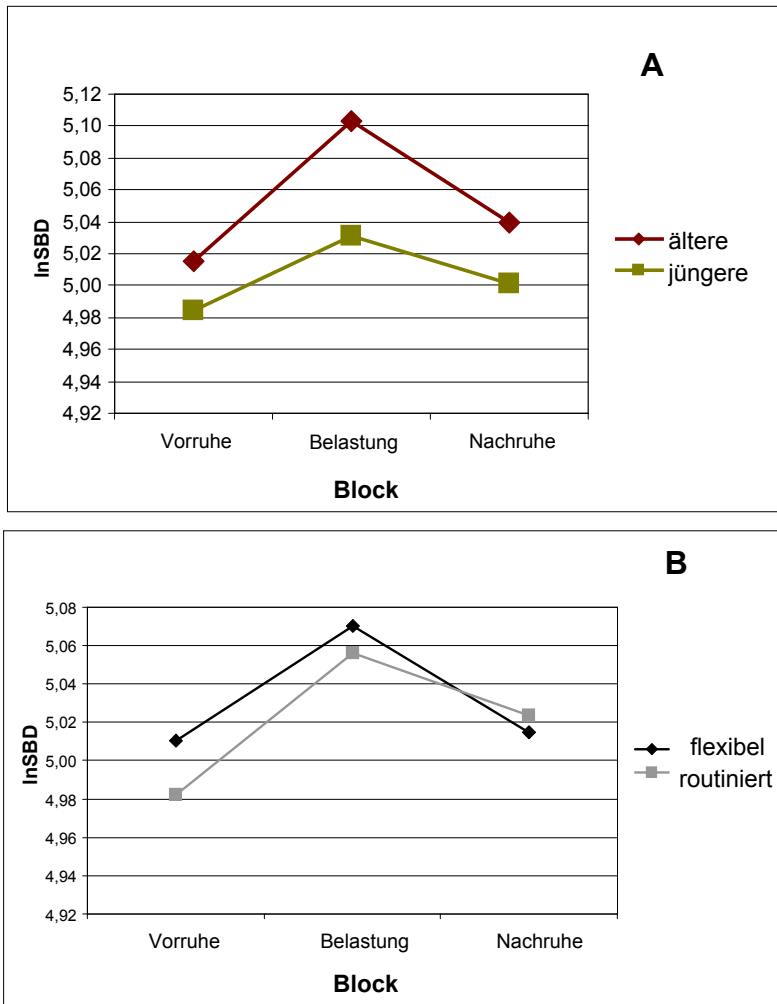 A
5,12
5,10
5,08
5,06
5,04
5,02
5,00
4,98
4,96
4,94
4,92
lnSBD
Vorruhe Belastung Nachruhe
Block
ältere
jüngere
B
5,08
5,06
5,04
5,02
5,00
4,98
4,96
4,94
4,92
lnSBD
Vorruhe Belastung Nachruhe
Block
flexibel
routiniert